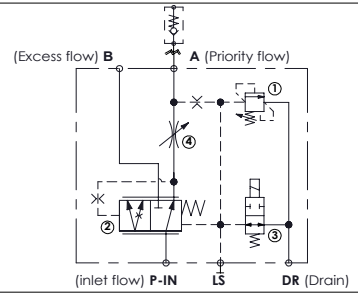 (Excess flow) B A (Priority flow)
1
4
2
3
(inlet flow) P-IN LS DR (Drain)